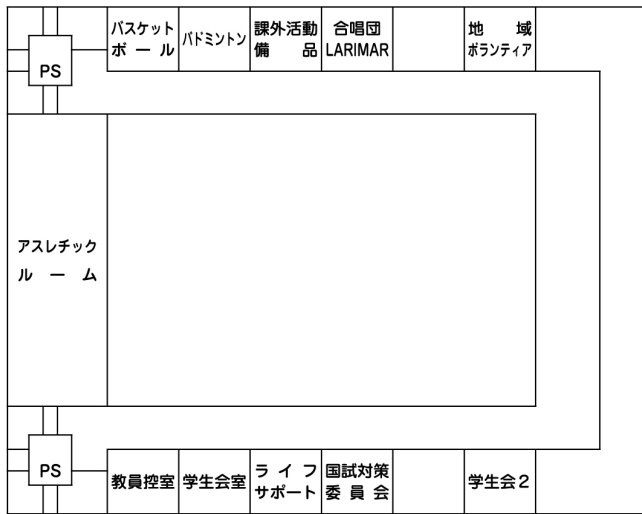 バスケット
ボール
バドミントン
課外活動
備品
合唱団
LARIMAR
地域
ボランティア
PS
アスレチック
ルーム
PS
教員控室
学生会室
ライフ
サポート
国試対策
委員会
学生会2